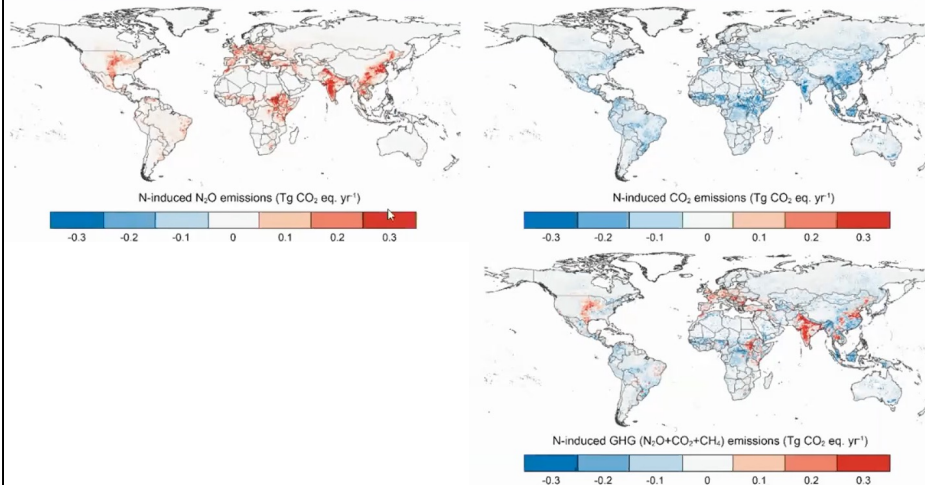 N-induced N₂O emissions (Tg CO₂ eq. yr⁻¹)
-0.3 -0.2 -0.1 0 0.1 0.2 0.3
N-induced CO₂ emissions (Tg CO₂ eq. yr⁻¹)
-0.3 -0.2 -0.1 0 0.1 0.2 0.3
N-induced GHG (N₂O+CO₂+CH₄) emissions (Tg CO₂ eq. yr⁻¹)
-0.3 -0.2 -0.1 0 0.1 0.2 0.3